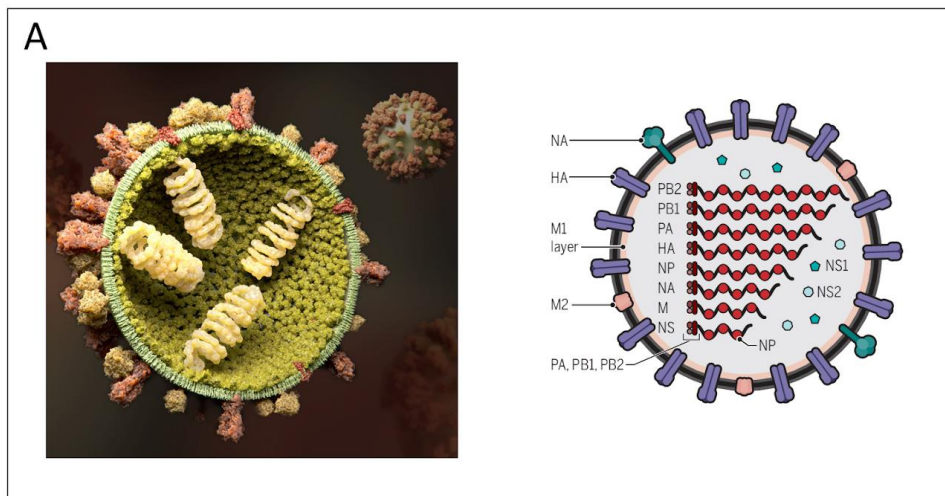 A
NA
HA
M1
layer
M2
PB2
PB1
PA
HA
NP
NA
M
NS
PA, PB1, PB2
NP
NS1
NS2